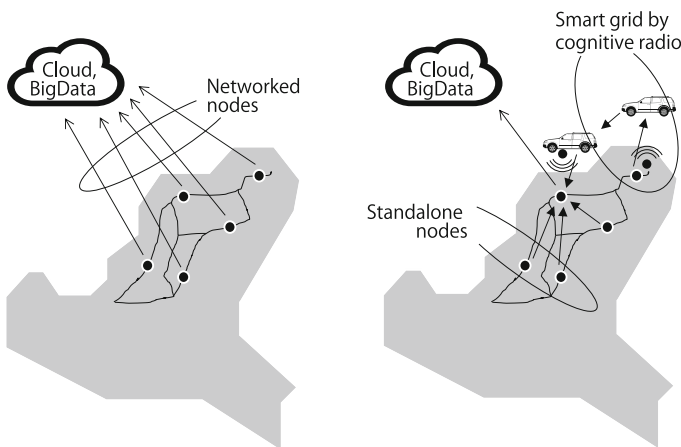 Cloud,
BigData
Networked
nodes
Smart grid by
cognitive radio
Cloud,
BigData
Standalone
nodes